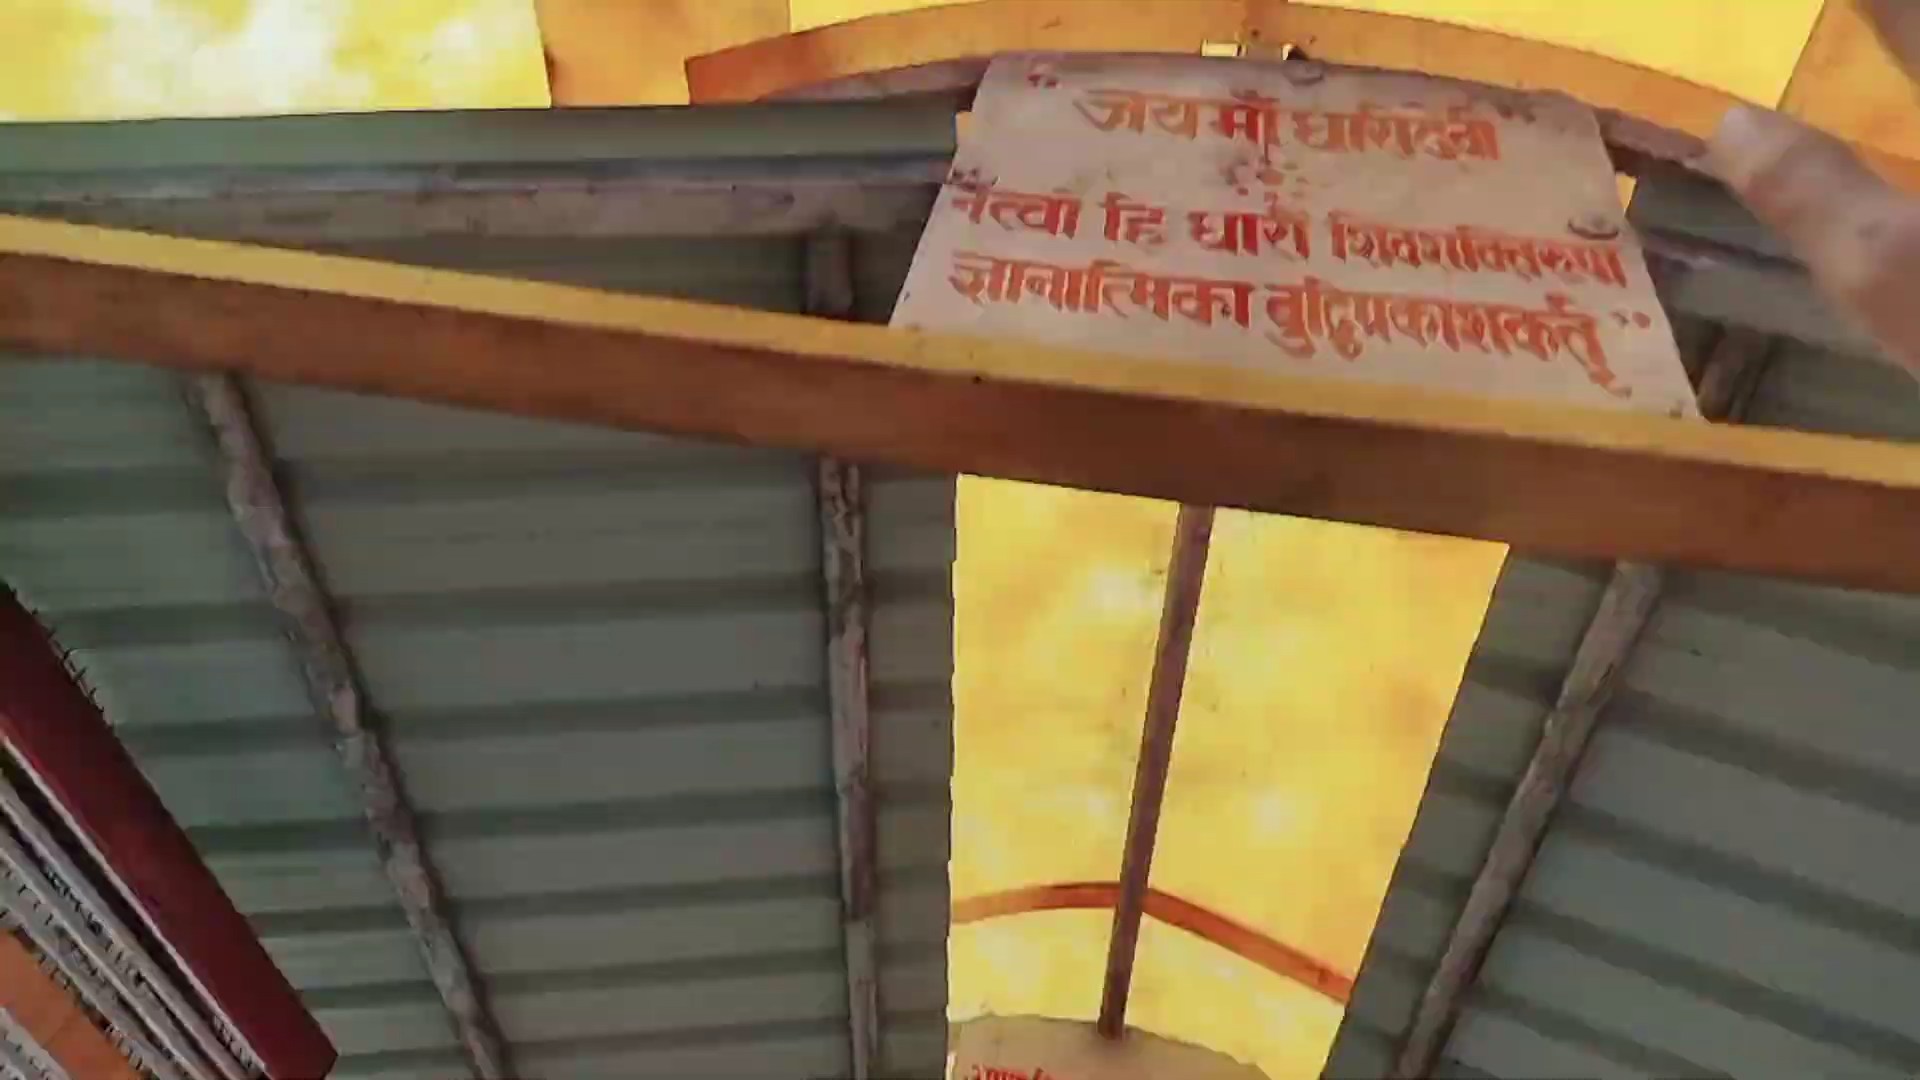 " जय माँ धारीदेवी "
"नत्वा हि धारी शिवशक्तिरूपां
ज्ञानात्मिका बुद्धिप्रकाशकर्तृ"